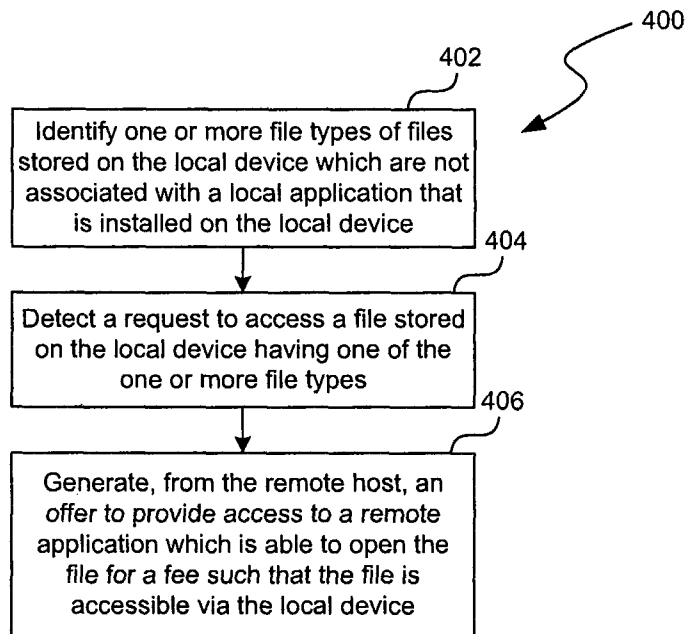 400
402
Identify one or more file types of files
stored on the local device which are not
associated with a local application that
is installed on the local device
404
Detect a request to access a file stored
on the local device having one of the
one or more file types
406
Generate, from the remote host, an
offer to provide access to a remote
application which is able to open the
file for a fee such that the file is
accessible via the local device